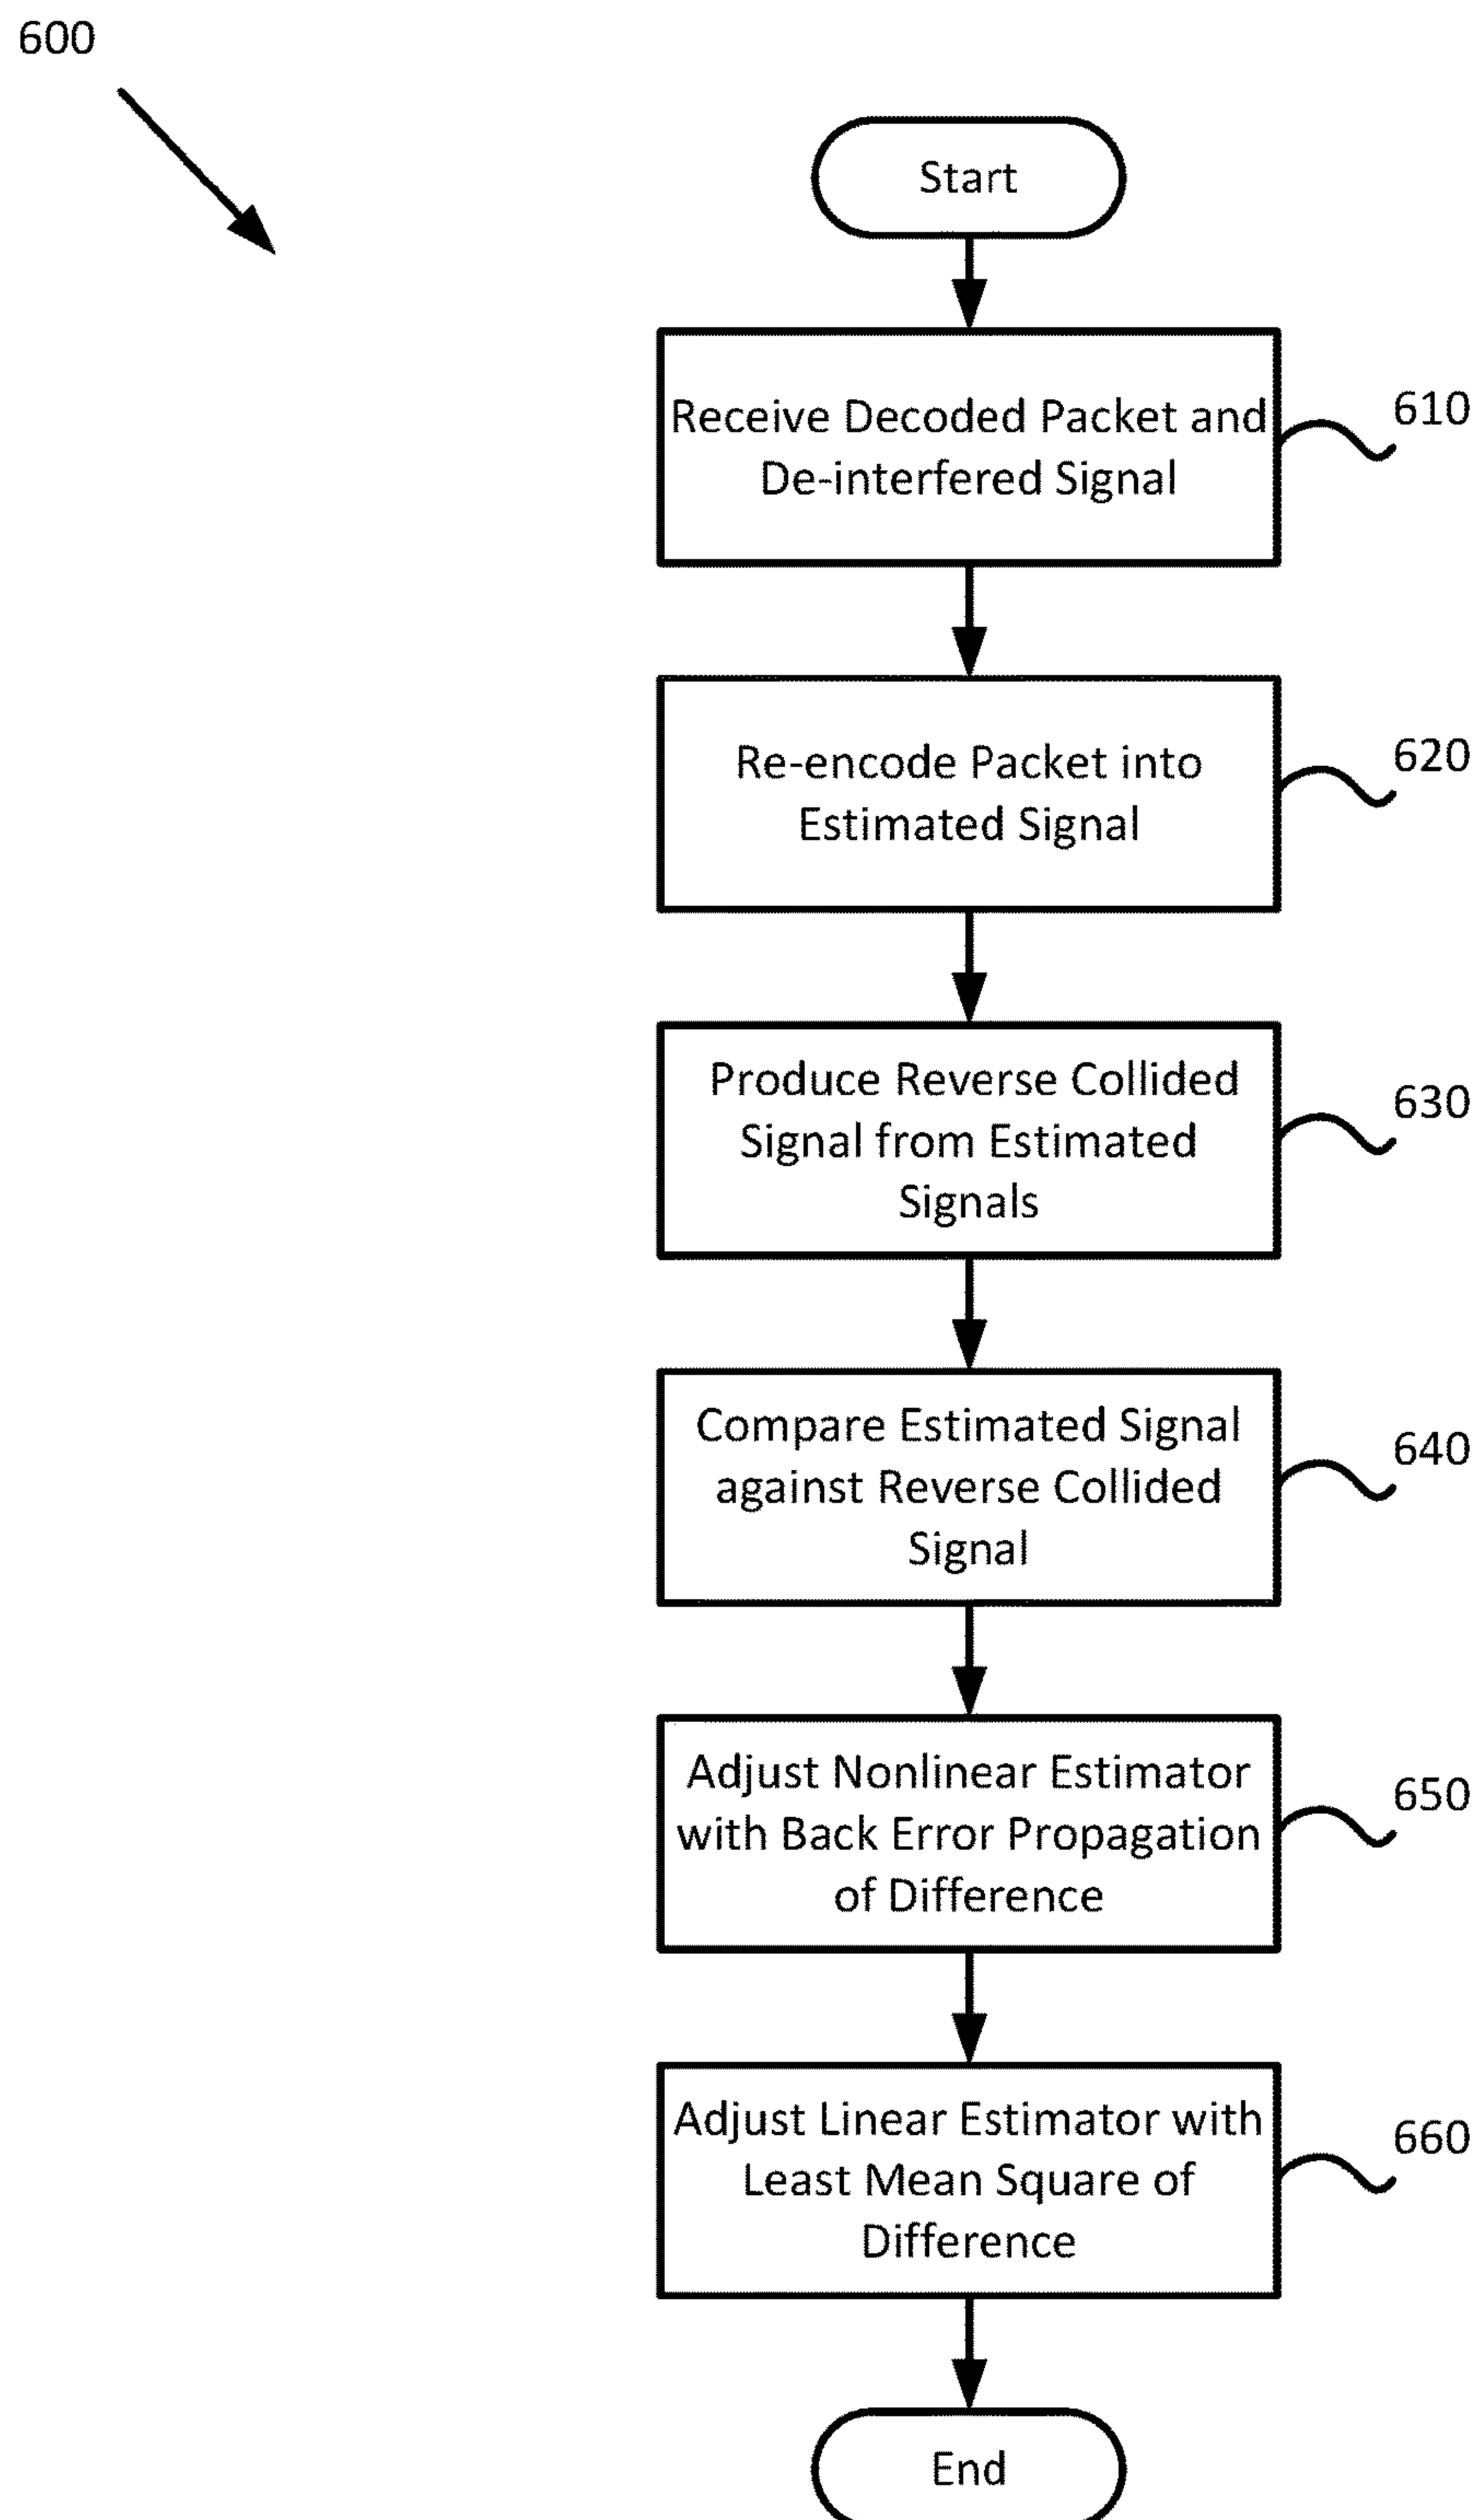 600
Start
Receive Decoded Packet and
De-interfered Signal
610
Re-encode Packet into
Estimated Signal
620
Produce Reverse Collided
Signal from Estimated
Signals
630
Compare Estimated Signal
against Reverse Collided
Signal
640
Adjust Nonlinear Estimator
with Back Error Propagation
of Difference
650
Adjust Linear Estimator with
Least Mean Square of
Difference
660
End